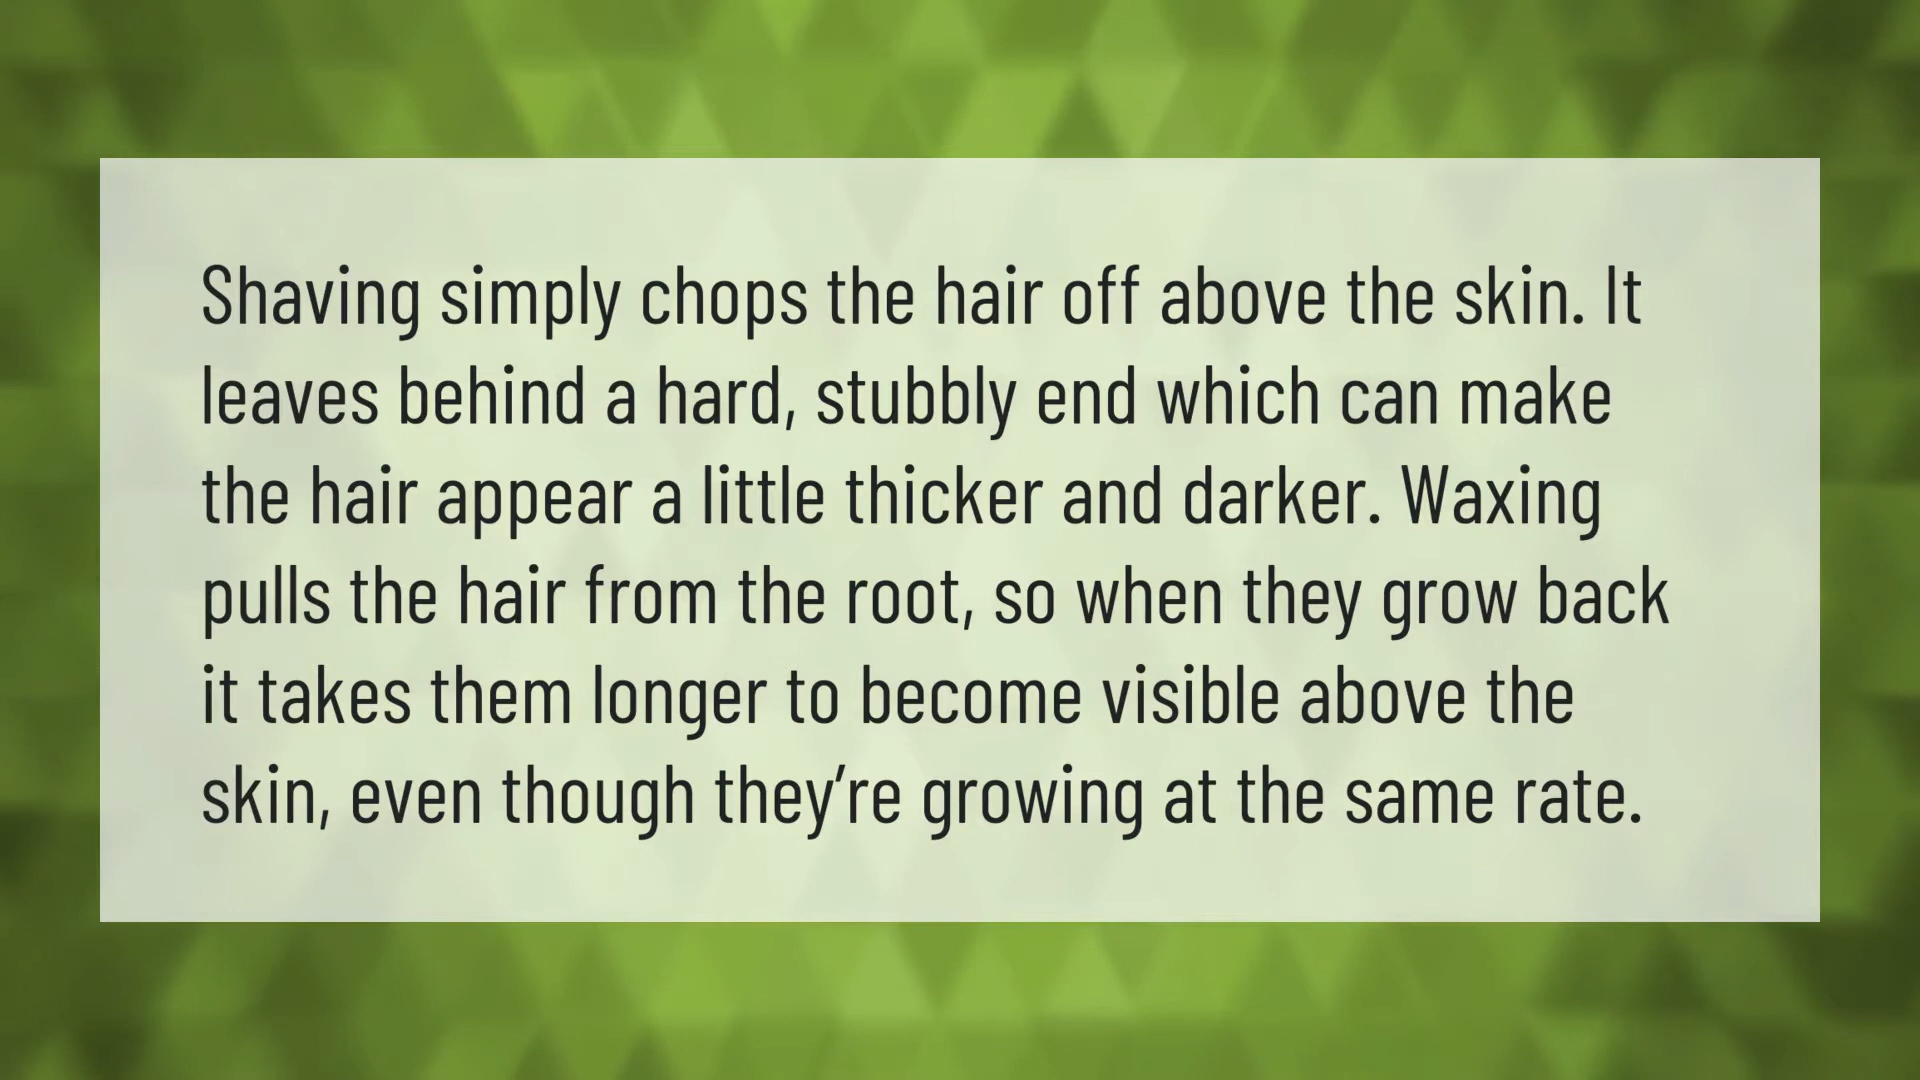 Shaving simply chops the hair off above the skin. It
leaves behind a hard, stubbly end which can make
the hair appear a little thicker and darker. Waxing
pulls the hair from the root, so when they grow back
it takes them longer to become visible above the
skin, even though they’re growing at the same rate.